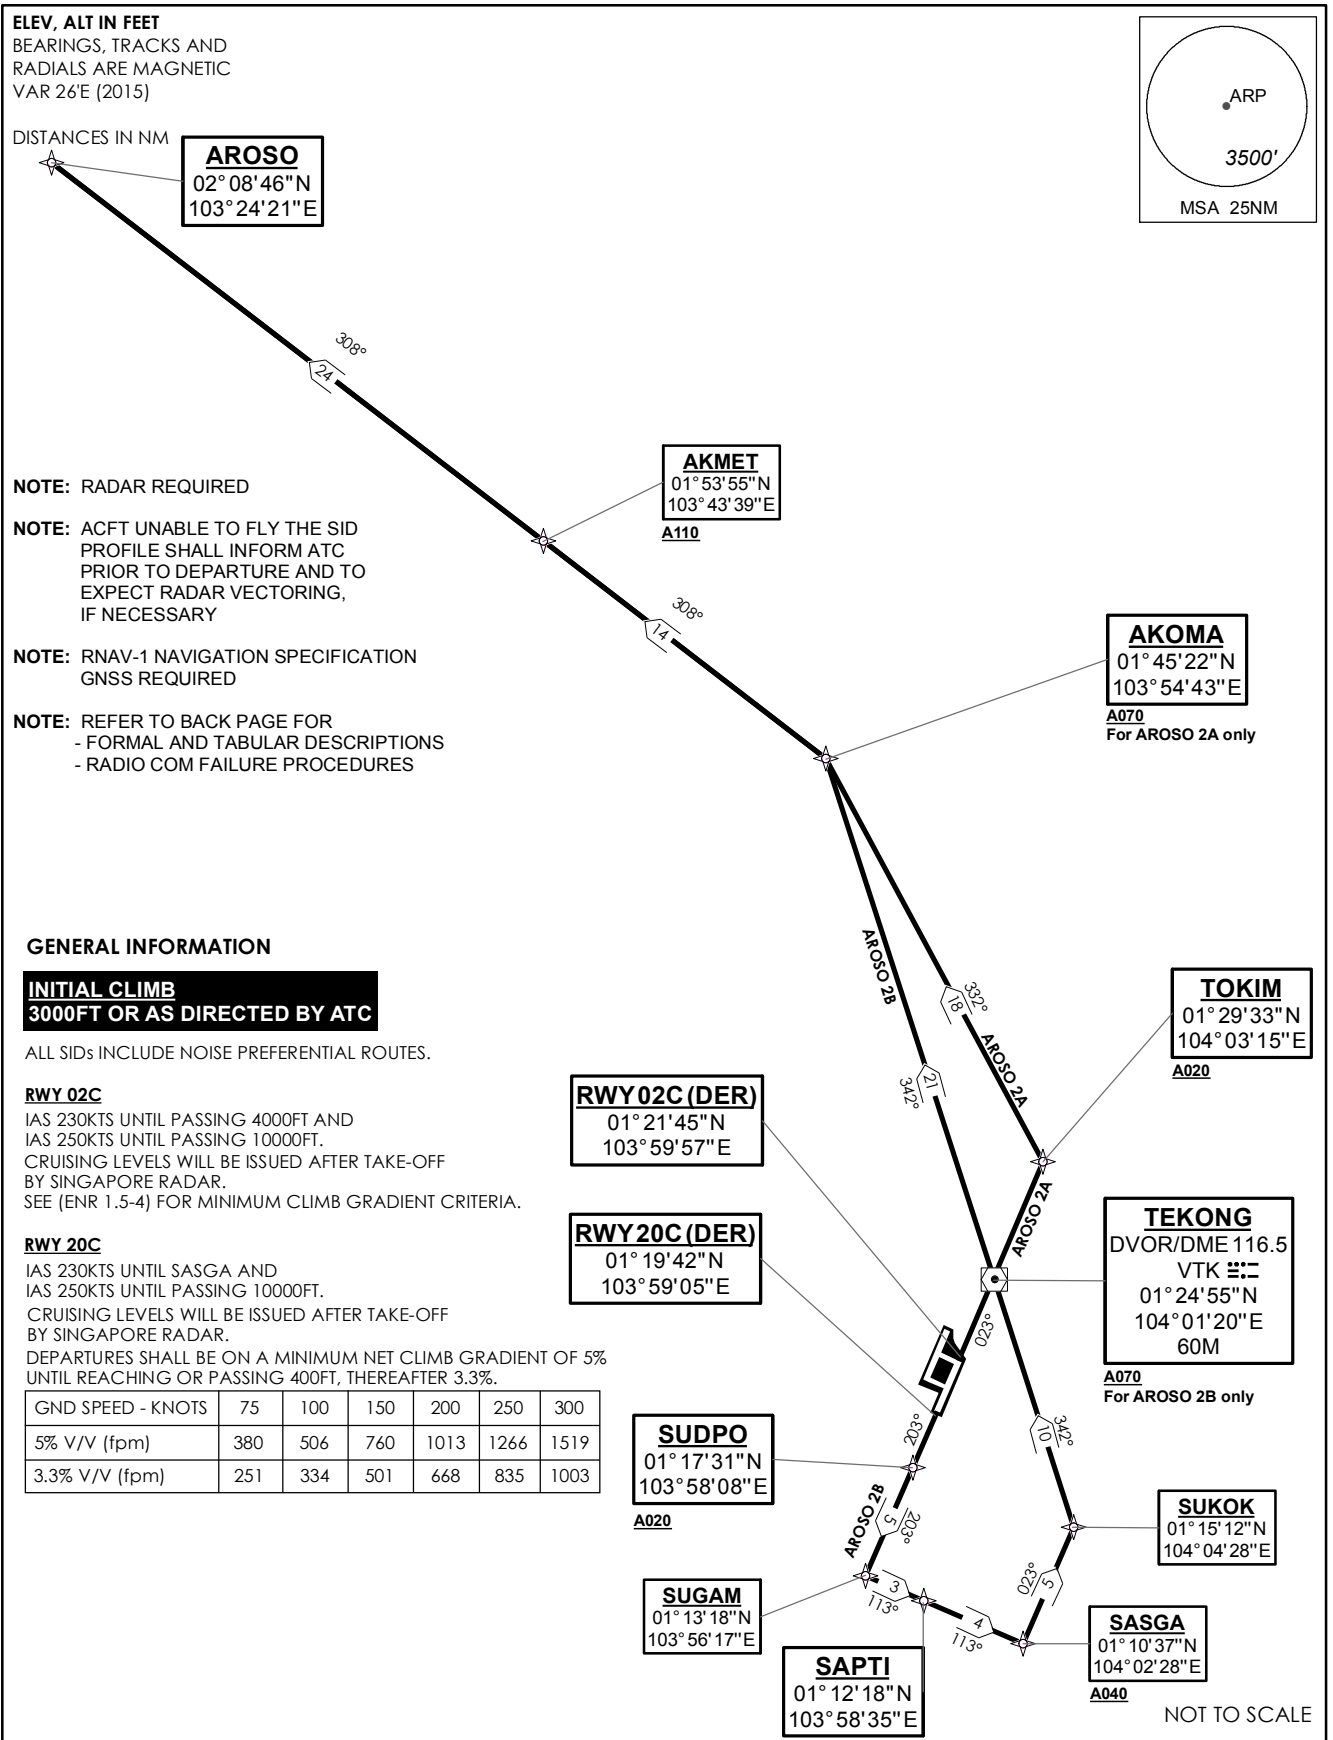 ELEV, ALT IN FEET
BEARINGS, TRACKS AND
RADIALS ARE MAGNETIC
VAR 26'E (2015)
DISTANCES IN NM
ARP
3500'
MSA 25NM
AROSO
02°08'46"N
103°24'21"E
308°
24
AKMET
01°53'55"N
103°43'39"E
A110
308°
14
NOTE: RADAR REQUIRED
NOTE: ACFT UNABLE TO FLY THE SID
PROFILE SHALL INFORM ATC
PRIOR TO DEPARTURE AND TO
EXPECT RADAR VECTORING,
IF NECESSARY
NOTE: RNAV-1 NAVIGATION SPECIFICATION
GNSS REQUIRED
NOTE: REFER TO BACK PAGE FOR
- FORMAL AND TABULAR DESCRIPTIONS
- RADIO COM FAILURE PROCEDURES
AKOMA
01°45'22"N
103°54'43"E
A070
For AROSO 2A only
AROSO 2B
21
342°
332°
18
AROSO 2A
TOKIM
01°29'33"N
104°03'15"E
A020
GENERAL INFORMATION
INITIAL CLIMB
3000FT OR AS DIRECTED BY ATC
ALL SIDs INCLUDE NOISE PREFERENTIAL ROUTES.
RWY 02C
IAS 230KTS UNTIL PASSING 4000FT AND
IAS 250KTS UNTIL PASSING 10000FT.
CRUISING LEVELS WILL BE ISSUED AFTER TAKE-OFF
BY SINGAPORE RADAR.
SEE (ENR 1.5-4) FOR MINIMUM CLIMB GRADIENT CRITERIA.
RWY 20C
IAS 230KTS UNTIL SASGA AND
IAS 250KTS UNTIL PASSING 10000FT.
CRUISING LEVELS WILL BE ISSUED AFTER TAKE-OFF
BY SINGAPORE RADAR.
DEPARTURES SHALL BE ON A MINIMUM NET CLIMB GRADIENT OF 5%
UNTIL REACHING OR PASSING 400FT, THEREAFTER 3.3%.
GND SPEED - KNOTS 75 100 150 200 250 300
5% V/V (fpm) 380 506 760 1013 1266 1519
3.3% V/V (fpm) 251 334 501 668 835 1003
RWY 02C (DER)
01°21'45"N
103°59'57"E
RWY 20C (DER)
01°19'42"N
103°59'05"E
AROSO 2A
023°
TEKONG
DVOR/DME 116.5
VTK
01°24'55"N
104°01'20"E
60M
A070
For AROSO 2B only
SUDPO
01°17'31"N
103°58'08"E
A020
203°
AROSO 2B
5
203°
342°
10
SUKOK
01°15'12"N
104°04'28"E
023°
5
SUGAM
01°13'18"N
103°56'17"E
3
113°
4
113°
SAPTI
01°12'18"N
103°58'35"E
SASGA
01°10'37"N
104°02'28"E
A040
NOT TO SCALE